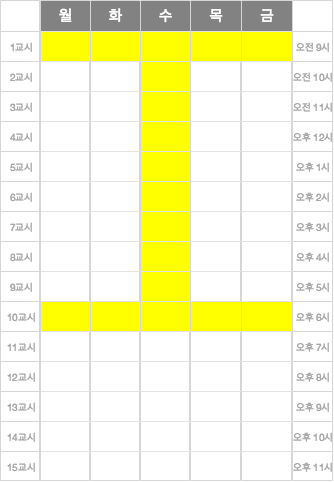 월 화 수 목 금
1교시 오전 9시
2교시 오전 10시
3교시 오전 11시
4교시 오후 12시
5교시 오후 1시
6교시 오후 2시
7교시 오후 3시
8교시 오후 4시
9교시 오후 5시
10교시 오후 6시
11교시 오후 7시
12교시 오후 8시
13교시 오후 9시
14교시 오후 10시
15교시 오후 11시